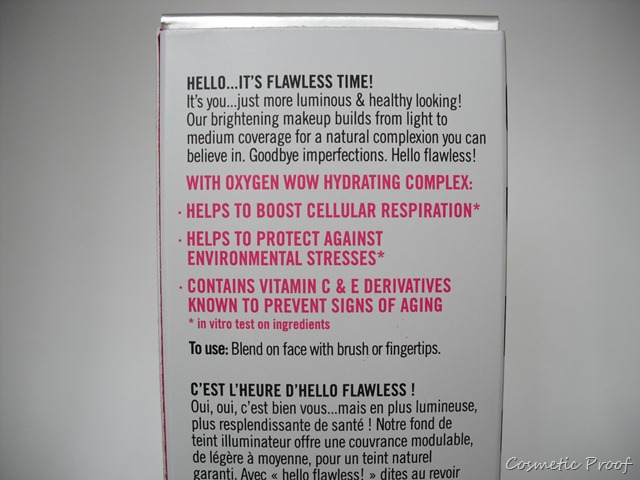 HELLO...IT'S FLAWLESS TIME!
It's you...just more luminous & healthy looking!
Our brightening makeup builds from light to
medium coverage for a natural complexion you can
believe in. Goodbye imperfections. Hello flawless!
WITH OXYGEN WOW HYDRATING COMPLEX:
· HELPS TO BOOST CELLULAR RESPIRATION*
· HELPS TO PROTECT AGAINST
ENVIRONMENTAL STRESSES*
· CONTAINS VITAMIN C & E DERIVATIVES
KNOWN TO PREVENT SIGNS OF AGING
* in vitro test on ingredients
To use: Blend on face with brush or fingertips.
C'EST L'HEURE D'HELLO FLAWLESS !
Oui, oui, c'est bien vous...mais en plus lumineuse,
plus resplendissante de santé ! Notre fond de
teint illuminateur offre une couvrance modulable,
de légère à moyenne, pour un teint naturel
garanti. Avec « hello flawless! » dites au revoir
Cosmetic Proof